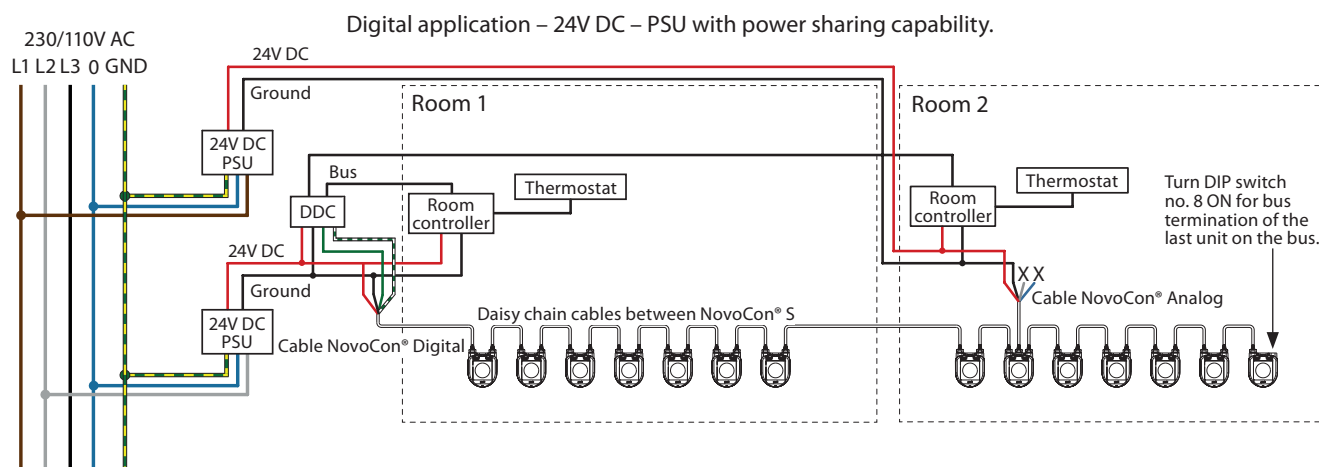 Digital application – 24V DC – PSU with power sharing capability.
230/110V AC
L1 L2 L3 0 GND
24V DC
Ground
24V DC
PSU
Room 1
Room 2
Bus
DDC
Room
controller
Thermostat
Room
controller
Thermostat
Turn DIP switch
no. 8 ON for bus
termination of the
last unit on the bus.
24V DC
Ground
24V DC
PSU
Cable NovoCon® Digital
Daisy chain cables between NovoCon® S
X X
Cable NovoCon® Analog